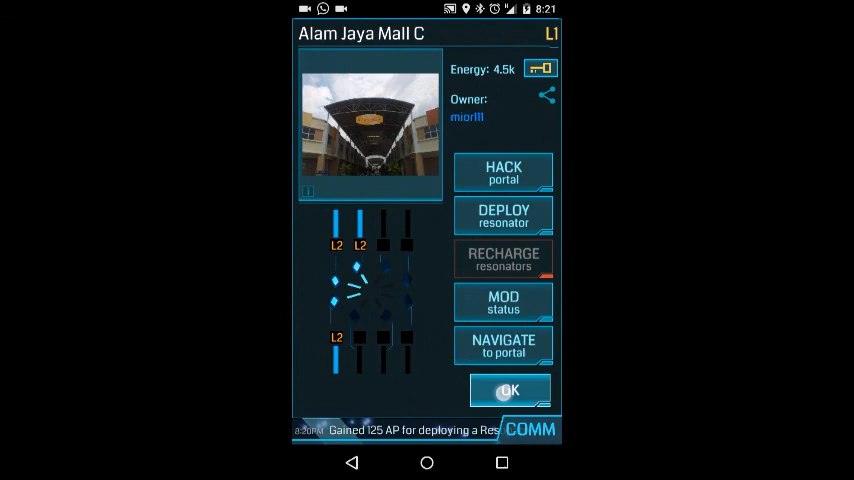 8:21
Alam Jaya Mall C
L1
Energy: 4.5k
Owner:
mior111
HACK
portal
DEPLOY
resonator
L2 L2
RECHARGE
resonators
MOD
status
L2
NAVIGATE
to portal
OK
8:20PM Gained 125 AP for deploying a Res
COMM